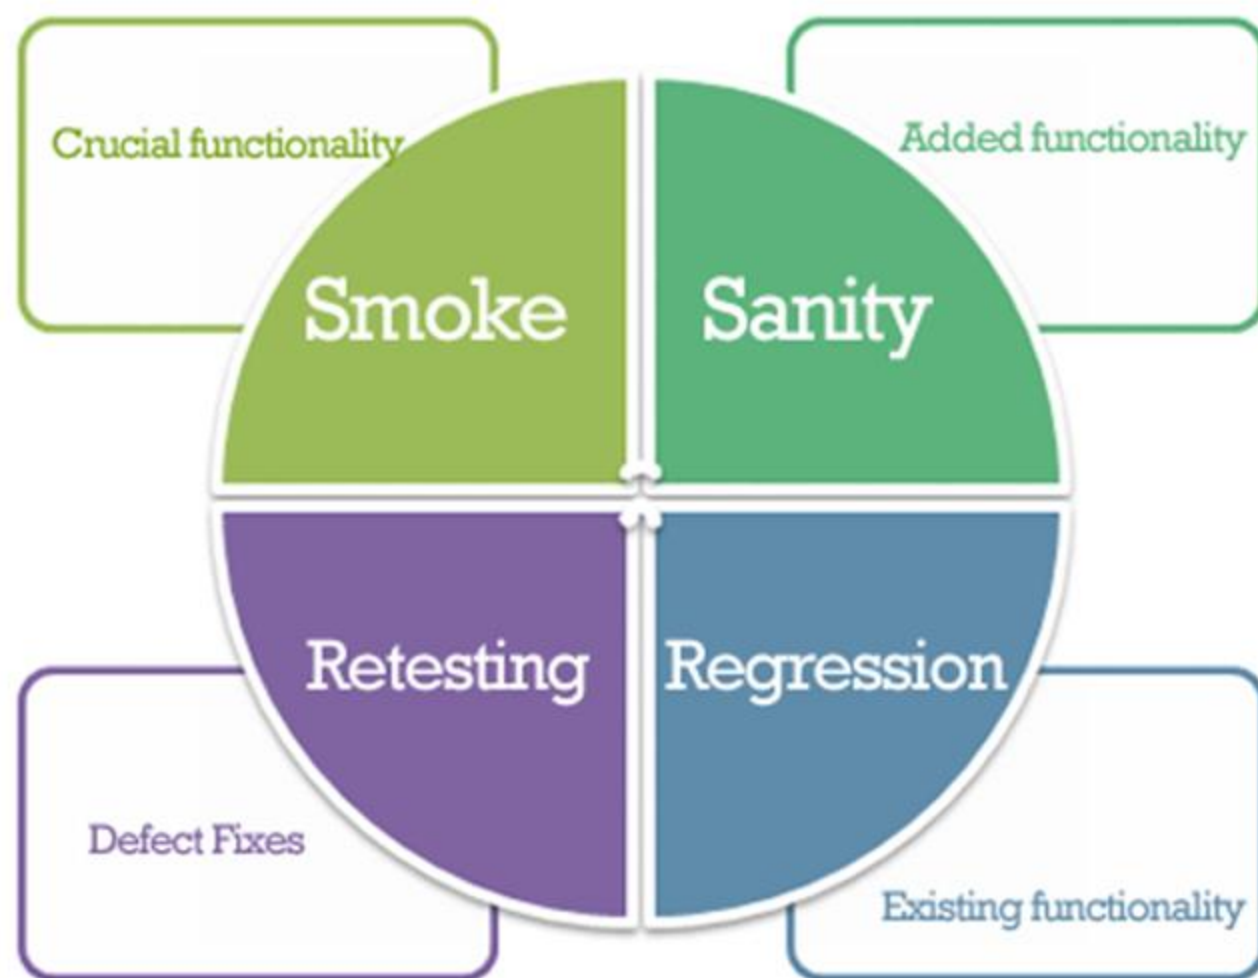 Crucial functionality
Added functionality
Smoke
Sanity
Retesting
Regression
Defect Fixes
Existing functionality